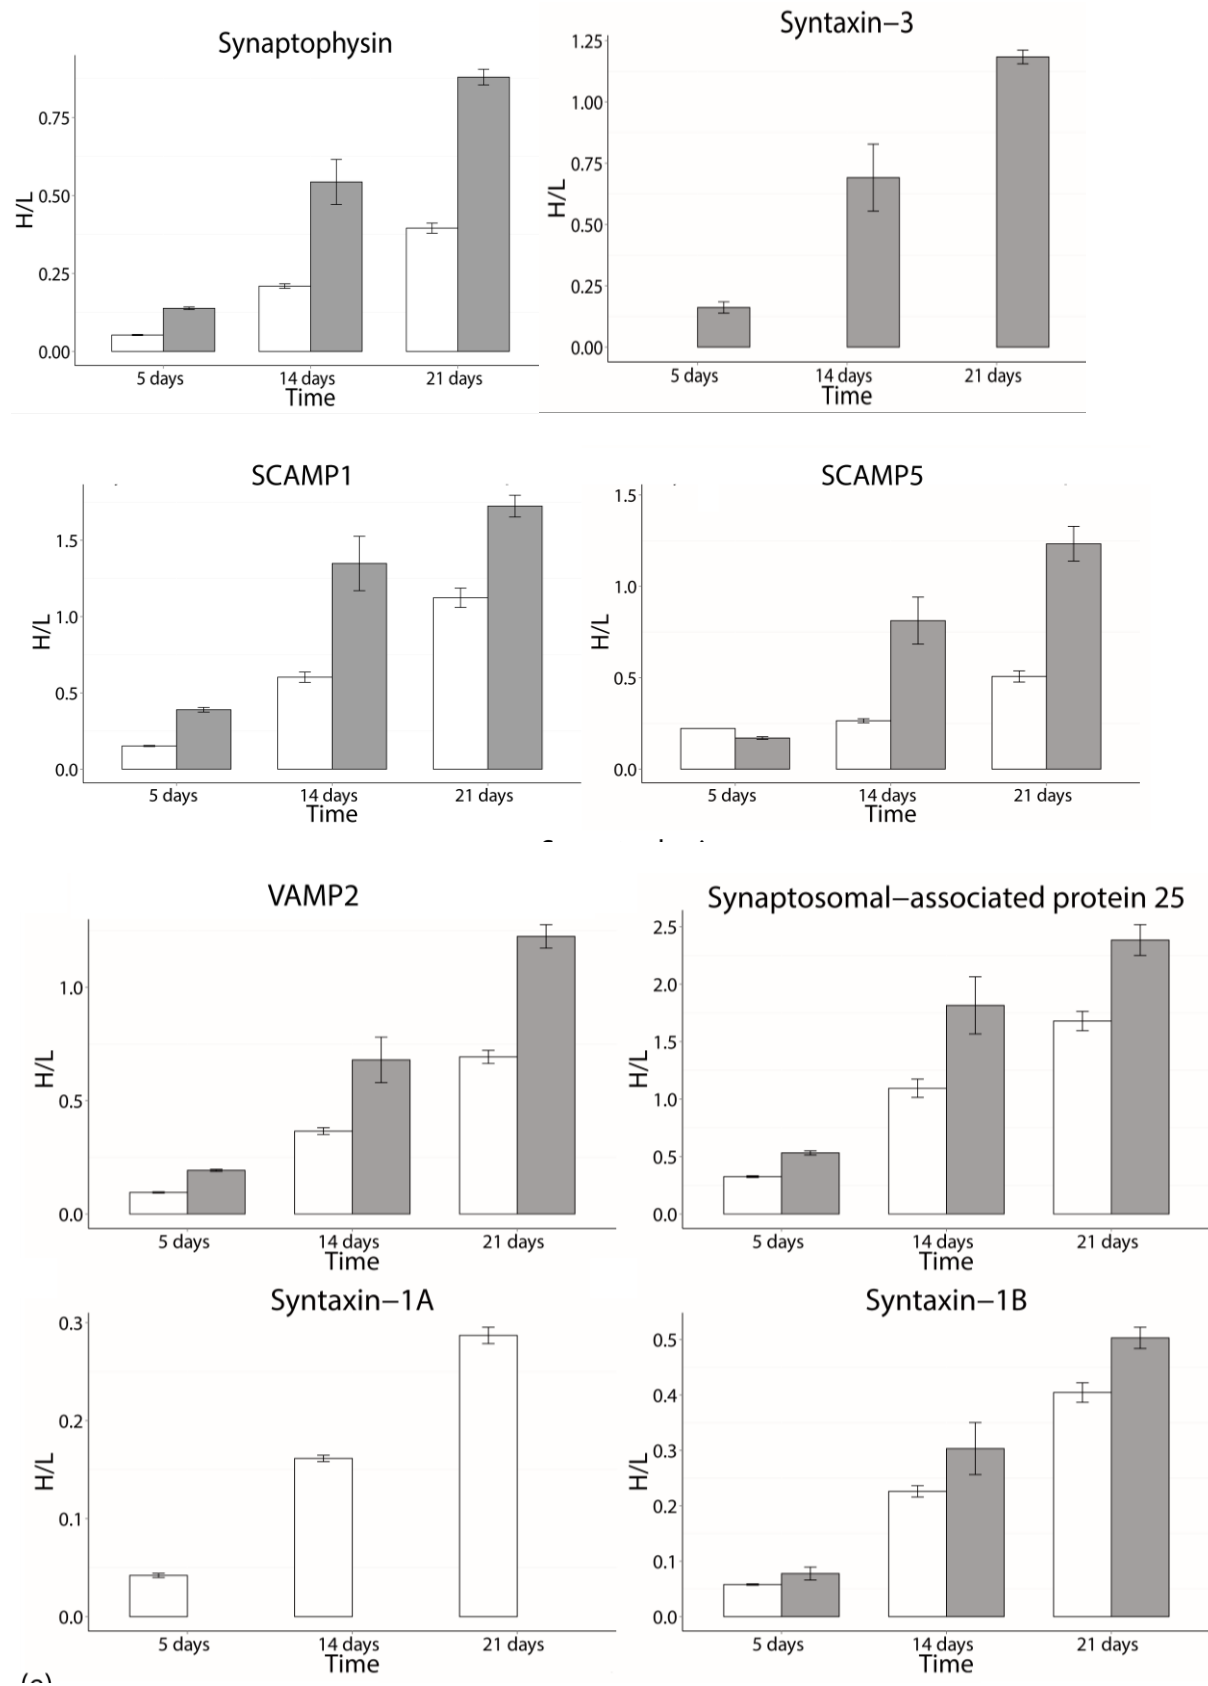 Synaptophysin
H/L
0.75
0.50
0.25
0.00
5 days 14 days 21 days
Time
Syntaxin−3
H/L
1.25
1.00
0.75
0.50
0.25
0.00
5 days 14 days 21 days
Time
SCAMP1
H/L
1.5
1.0
0.5
0.0
5 days 14 days 21 days
Time
SCAMP5
H/L
1.5
1.0
0.5
0.0
5 days 14 days 21 days
Time
VAMP2
H/L
1.0
0.5
0.0
5 days 14 days 21 days
Time
Synaptosomal−associated protein 25
H/L
2.5
2.0
1.5
1.0
0.5
0.0
5 days 14 days 21 days
Time
Syntaxin−1A
H/L
0.3
0.2
0.1
0.0
5 days 14 days 21 days
Time
Syntaxin−1B
H/L
0.5
0.4
0.3
0.2
0.1
0.0
5 days 14 days 21 days
Time